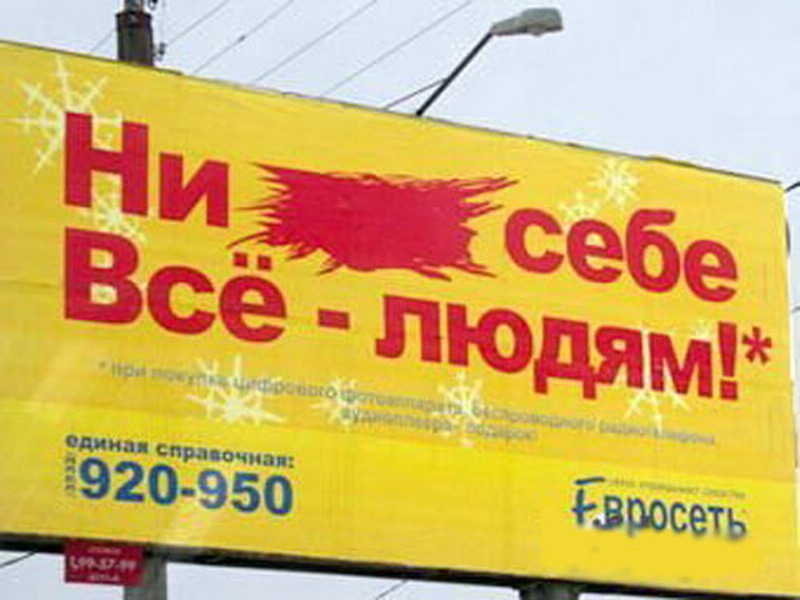 Ни себе
Всё - людям!*
* при покупке цифрового фотоаппарата, беспроводного радиотелефона,
аудиоплеера - подарок!
единая справочная:
920-950
Евросеть